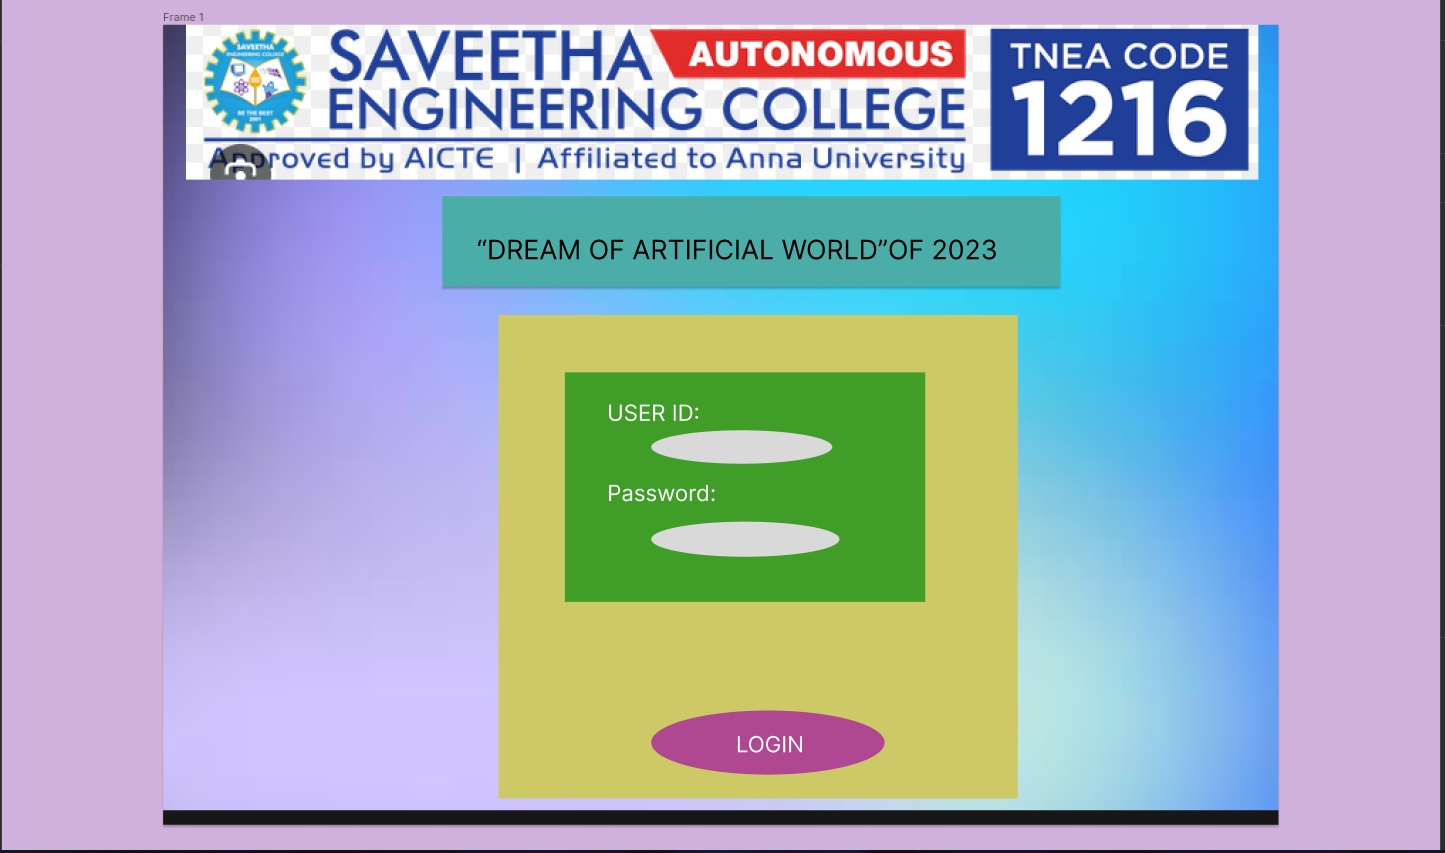 Frame 1
SAVEETHA
ENGINEERING COLLEGE
BE THE BEST
2001
SAVEETHA AUTONOMOUS
ENGINEERING COLLEGE
Approved by AICTE | Affiliated to Anna University
TNEA CODE
1216
“DREAM OF ARTIFICIAL WORLD”OF 2023
USER ID:
Password:
LOGIN